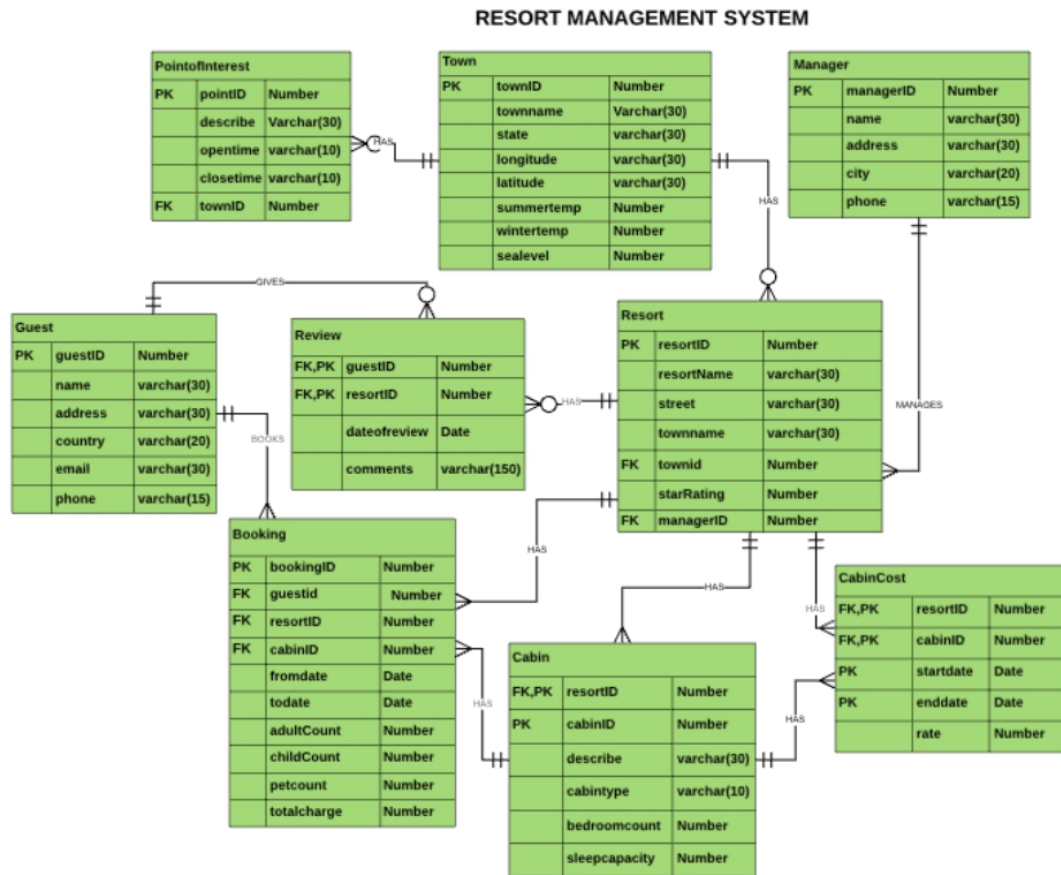 RESORT MANAGEMENT SYSTEM
PointofInterest
PK pointID Number
describe Varchar(30)
opentime varchar(10)
closetime varchar(10)
FK townID Number
HAS
Town
PK townID Number
townname Varchar(30)
state varchar(30)
longitude varchar(30)
latitude varchar(30)
summertemp Number
wintertemp Number
sealevel Number
HAS
Manager
PK managerID Number
name varchar(30)
address varchar(30)
city varchar(20)
phone varchar(15)
MANAGES
GIVES
Guest
PK guestID Number
name varchar(30)
address varchar(30)
country varchar(20)
email varchar(30)
phone varchar(15)
BOOKS
Review
FK,PK guestID Number
FK,PK resortID Number
dateofreview Date
comments varchar(150)
HAS
Resort
PK resortID Number
resortName varchar(30)
street varchar(30)
townname varchar(30)
FK townid Number
starRating Number
FK managerID Number
HAS
HAS
HAS
Booking
PK bookingID Number
FK guestid Number
FK resortID Number
FK cabinID Number
fromdate Date
todate Date
adultCount Number
childCount Number
petcount Number
totalcharge Number
HAS
Cabin
FK,PK resortID Number
PK cabinID Number
describe varchar(30)
cabintype varchar(10)
bedroomcount Number
sleepcapacity Number
HAS
CabinCost
FK,PK resortID Number
FK,PK cabinID Number
PK startdate Date
PK enddate Date
rate Number